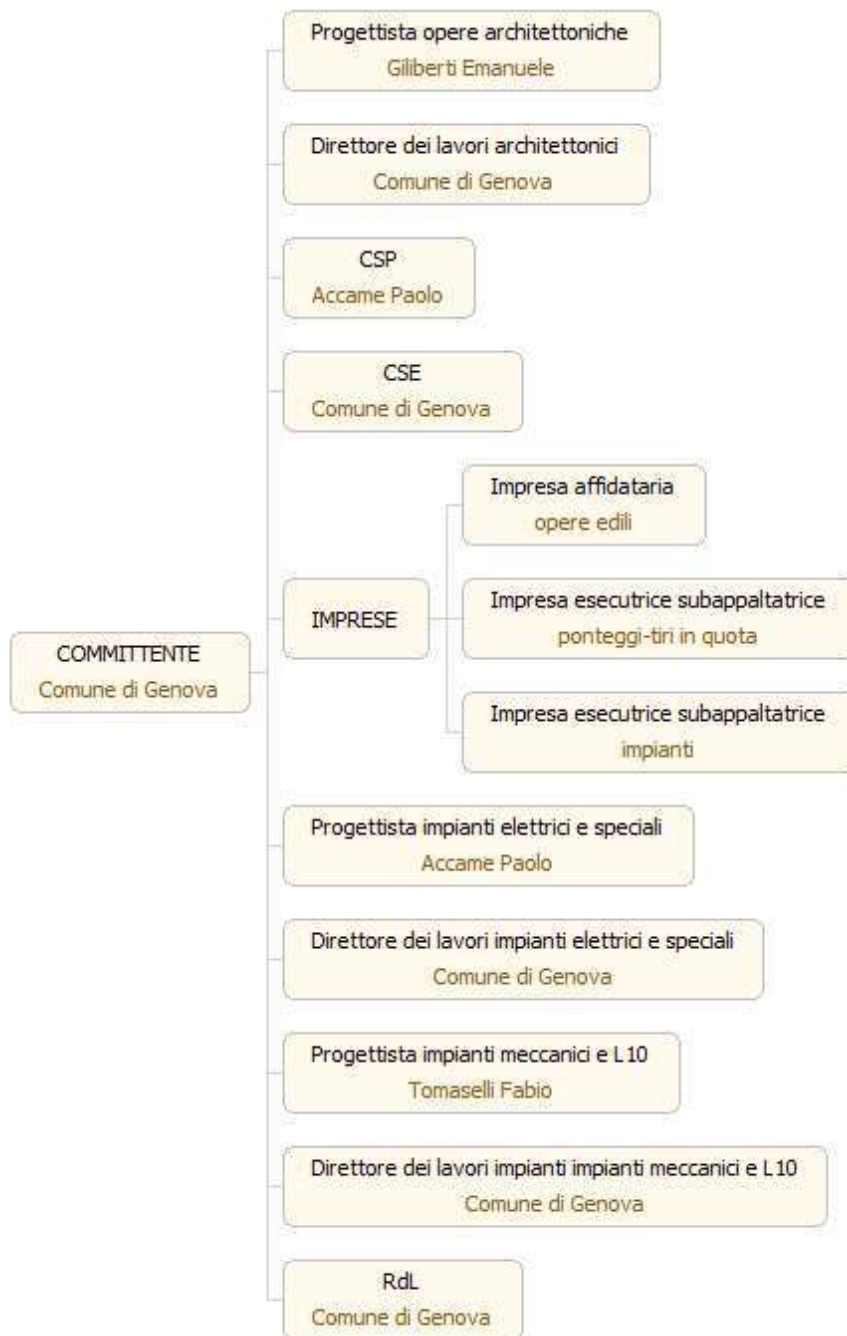 Progettista opere architettoniche
Giliberti Emanuele
Direttore dei lavori architettonici
Comune di Genova
CSP
Accame Paolo
CSE
Comune di Genova
Impresa affidataria
opere edili
IMPRESE
Impresa esecutrice subappaltatrice
ponteggi-tiri in quota
COMMITTENTE
Comune di Genova
Impresa esecutrice subappaltatrice
impianti
Progettista impianti elettrici e speciali
Accame Paolo
Direttore dei lavori impianti elettrici e speciali
Comune di Genova
Progettista impianti meccanici e L10
Tomaselli Fabio
Direttore dei lavori impianti impianti meccanici e L10
Comune di Genova
RdL
Comune di Genova